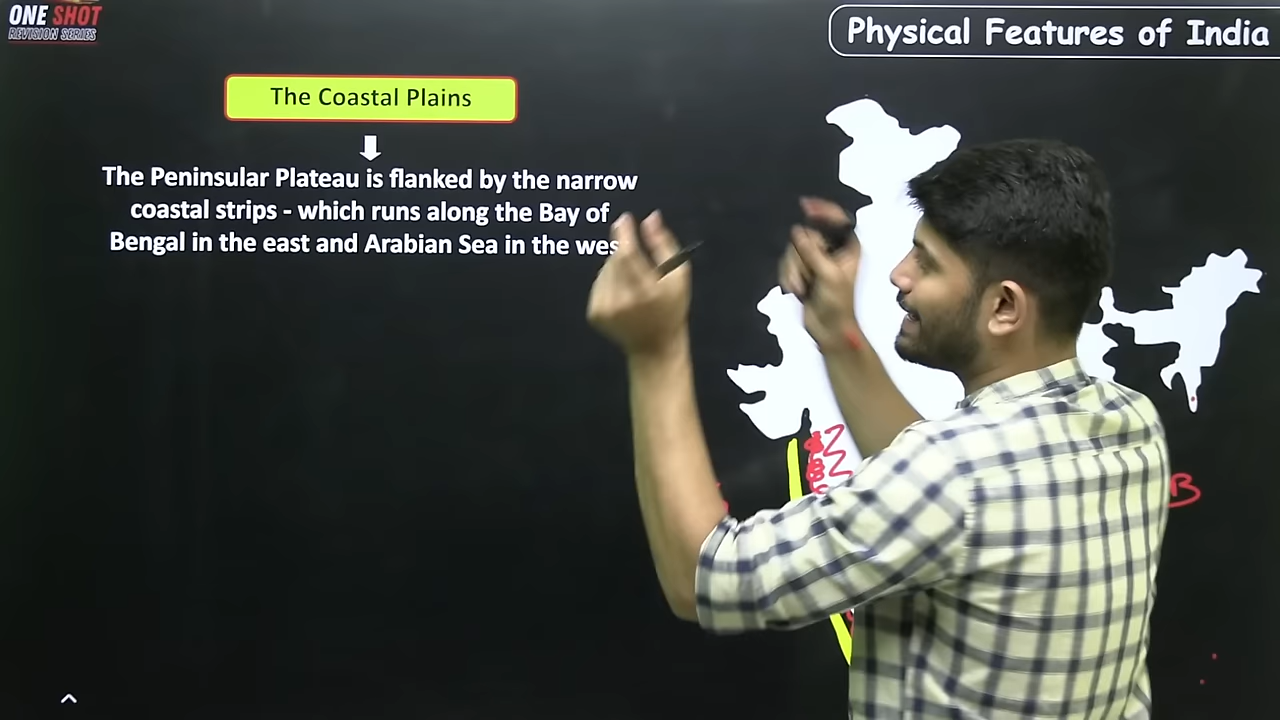 ONE SHOT
REVISION SERIES
Physical Features of India
The Coastal Plains
The Peninsular Plateau is flanked by the narrow
coastal strips - which runs along the Bay of
Bengal in the east and Arabian Sea in the wes
B